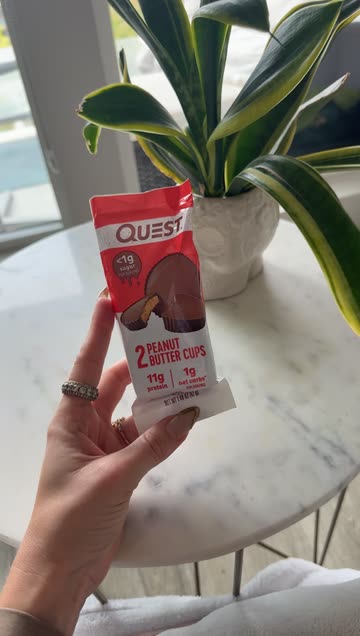 QUEST
<1g
sugar
2 PEANUT
BUTTER CUPS
11g
protein
1g
net carbs